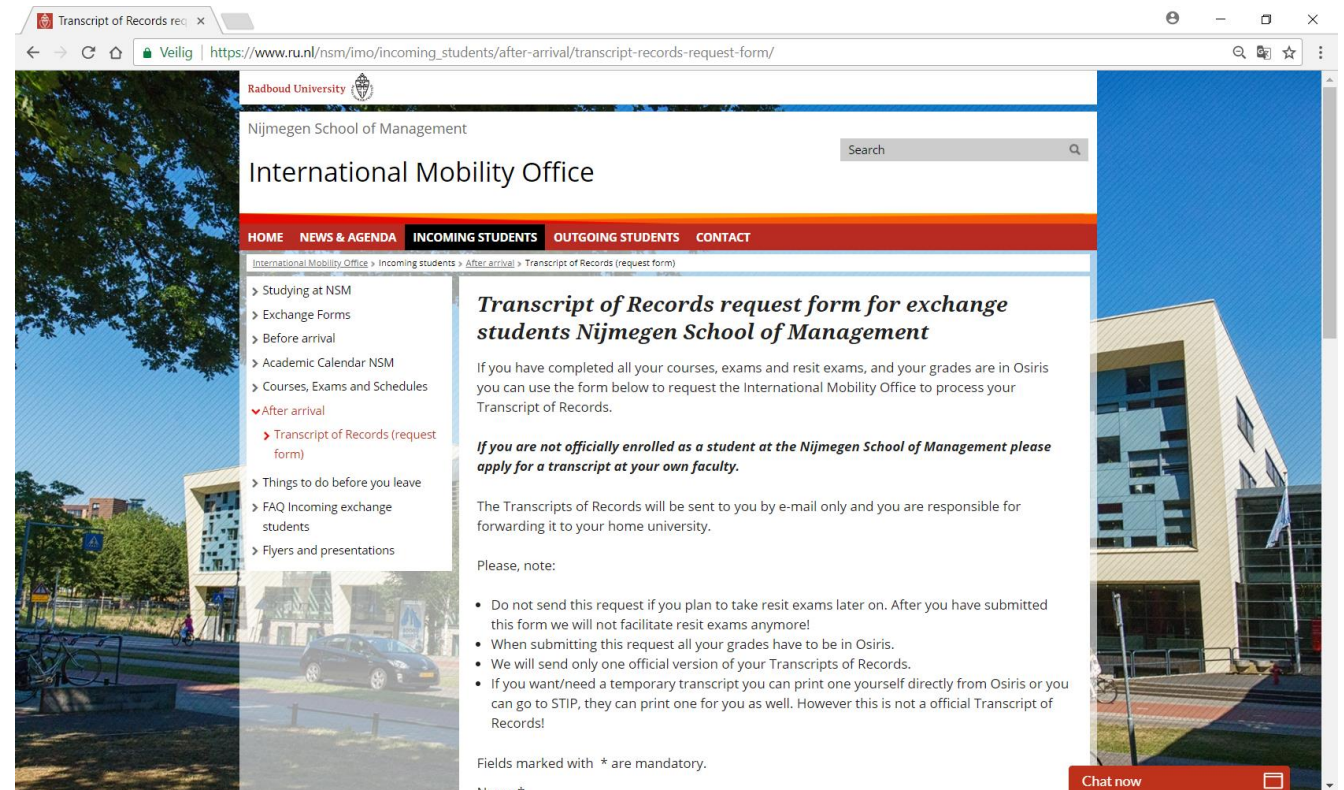 Transcript of Records req
Veilig | https://www.ru.nl/nsm/imo/incoming_students/after-arrival/transcript-records-request-form/
Radboud University
Nijmegen School of Management
Search
International Mobility Office
HOME NEWS & AGENDA INCOMING STUDENTS OUTGOING STUDENTS CONTACT
International Mobility Office > Incoming students > After arrival > Transcript of Records (request form)
> Studying at NSM
> Exchange Forms
> Before arrival
> Academic Calendar NSM
> Courses, Exams and Schedules
After arrival
> Transcript of Records (request
form)
> Things to do before you leave
> FAQ Incoming exchange
students
> Flyers and presentations
Transcript of Records request form for exchange
students Nijmegen School of Management
If you have completed all your courses, exams and resit exams, and your grades are in Osiris
you can use the form below to request the International Mobility Office to process your
Transcript of Records.
If you are not officially enrolled as a student at the Nijmegen School of Management please
apply for a transcript at your own faculty.
The Transcripts of Records will be sent to you by e-mail only and you are responsible for
forwarding it to your home university.
Please, note:
• Do not send this request if you plan to take resit exams later on. After you have submitted
this form we will not facilitate resit exams anymore!
• When submitting this request all your grades have to be in Osiris.
• We will send only one official version of your Transcripts of Records.
• If you want/need a temporary transcript you can print one yourself directly from Osiris or you
can go to STIP, they can print one for you as well. However this is not a official Transcript of
Records!
Fields marked with * are mandatory.
Chat now